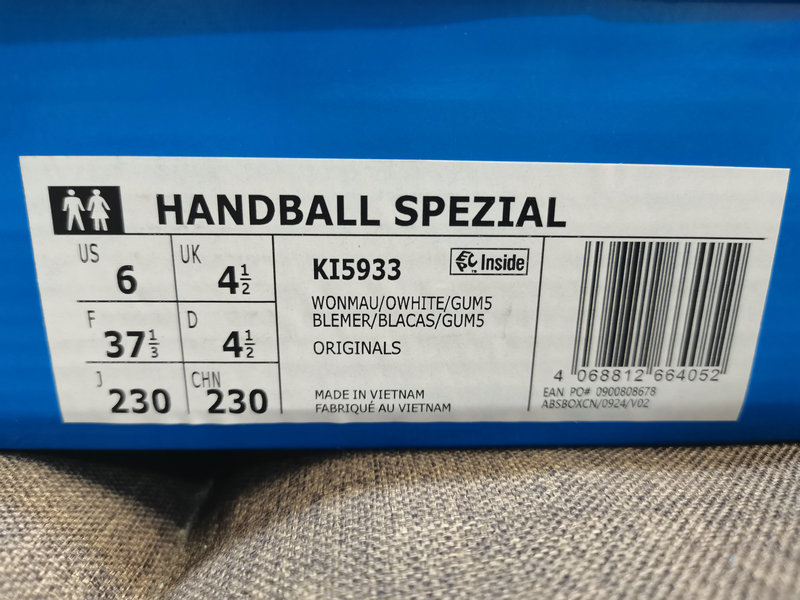 HANDBALL SPEZIAL
US 6
UK 4½
F 37⅓
D 4½
J 230
CHN 230
KI5933
EPC™ Inside
WONMAU/OWHITE/GUM5
BLEMER/BLACAS/GUM5
ORIGINALS
MADE IN VIETNAM
FABRIQUÉ AU VIETNAM
4 068812 664052
EAN PO# 0900808678
ABSBOXCN/0924/V02